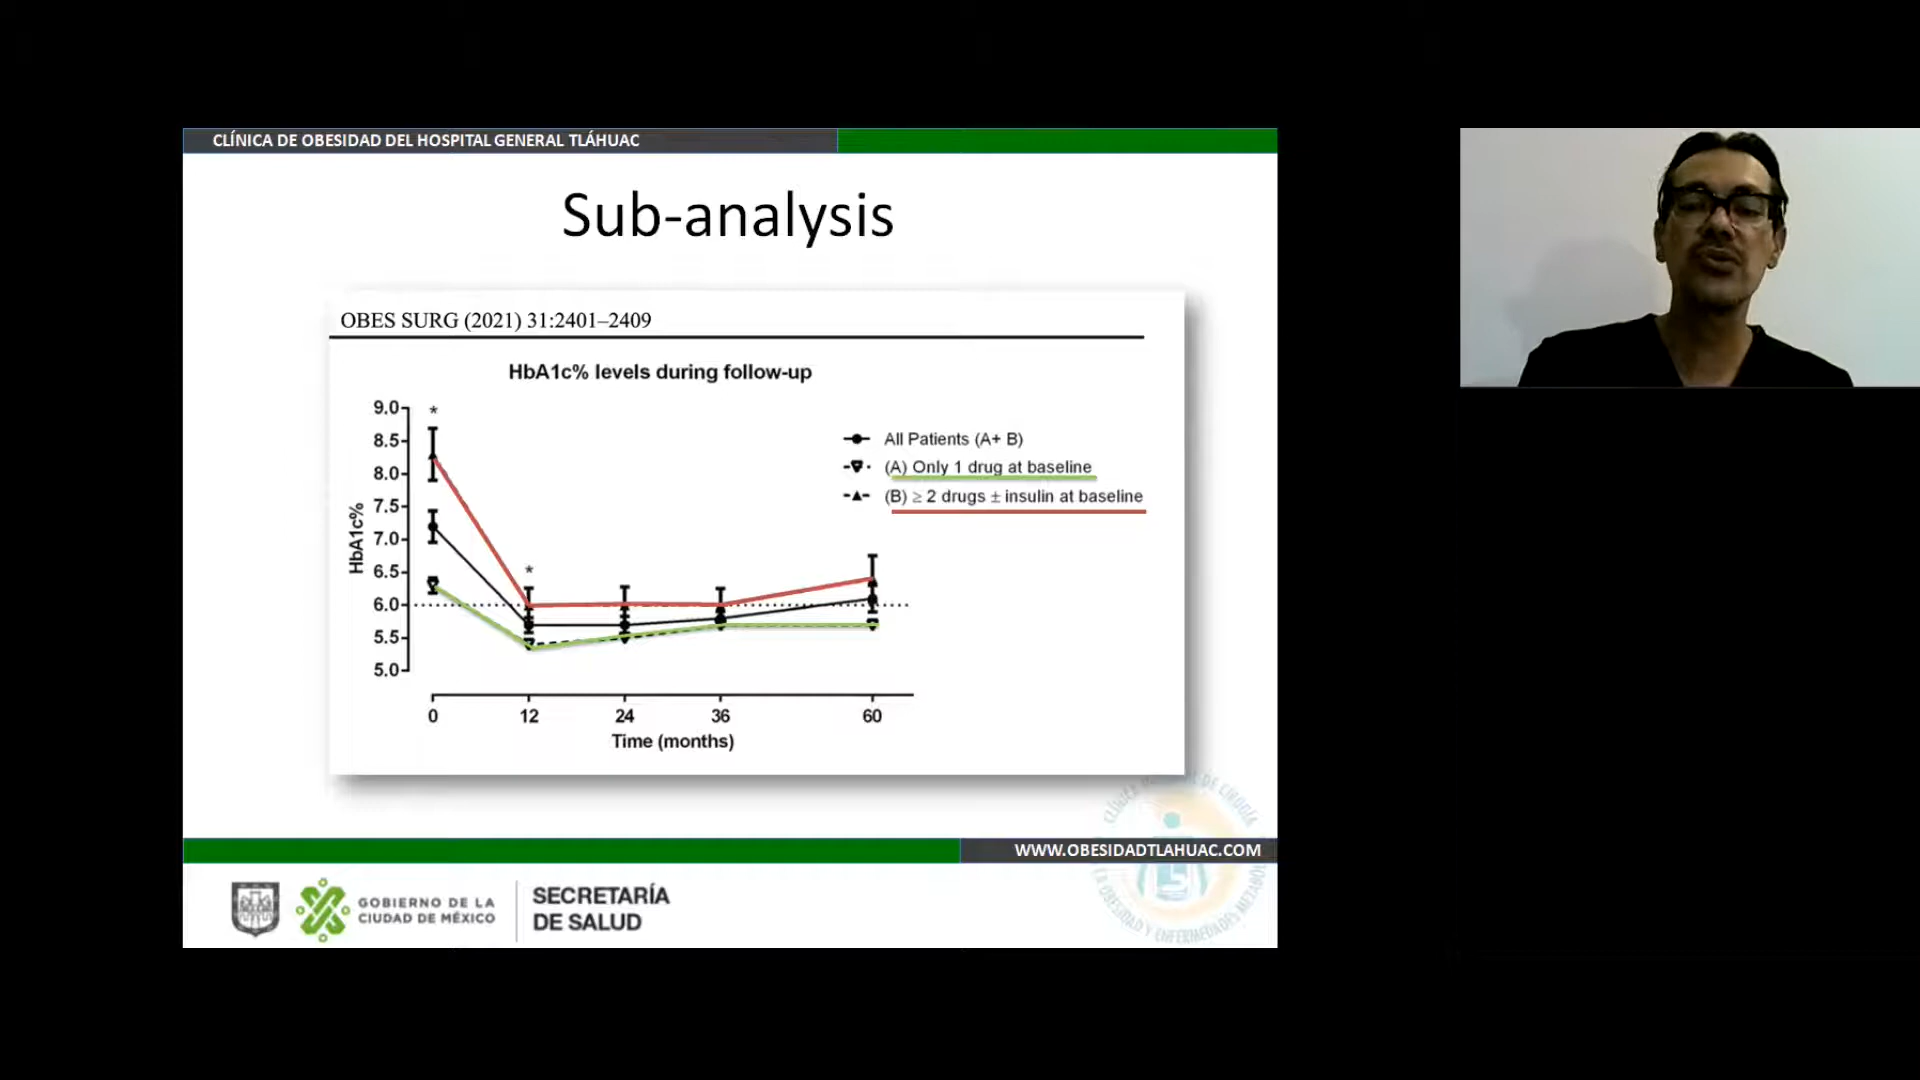 CLÍNICA DE OBESIDAD DEL HOSPITAL GENERAL TLÁHUAC
Sub-analysis
OBES SURG (2021) 31:2401–2409
HbA1c% levels during follow-up
9.0
8.5
8.0
7.5
7.0
6.5
6.0
5.5
5.0
HbA1c%
*
*
All Patients (A+ B)
(A) Only 1 drug at baseline
(B) ≥ 2 drugs ± insulin at baseline
0 12 24 36 60
Time (months)
WWW.OBESIDADTLAHUAC.COM
GOBIERNO DE LA
CIUDAD DE MÉXICO
SECRETARÍA
DE SALUD